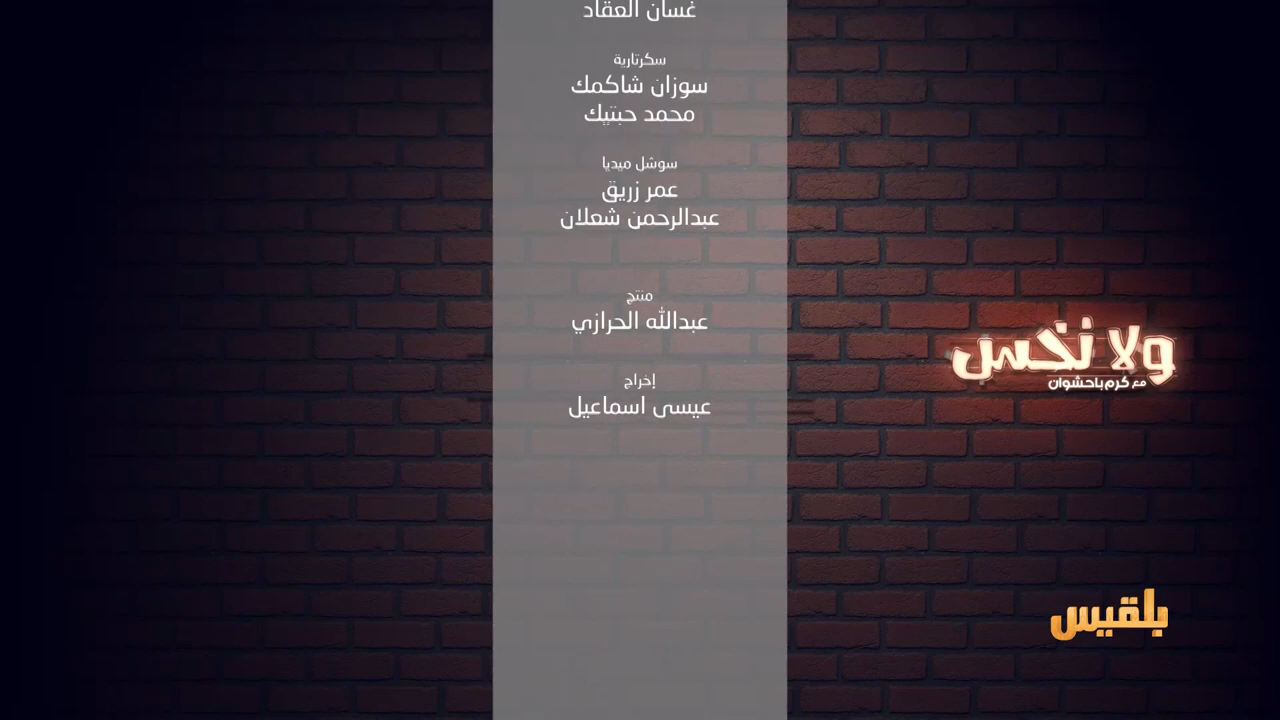 غسان العقاد
سكرتارية
سوزان شاكمك
محمد حبتيك
سوشل ميديا
عمر زريق
عبدالرحمن شعلان
منتج
عبدالله الحرازي
إخراج
عيسى اسماعيل
ولا نخس
مع كرم باحشوان
بلقيس